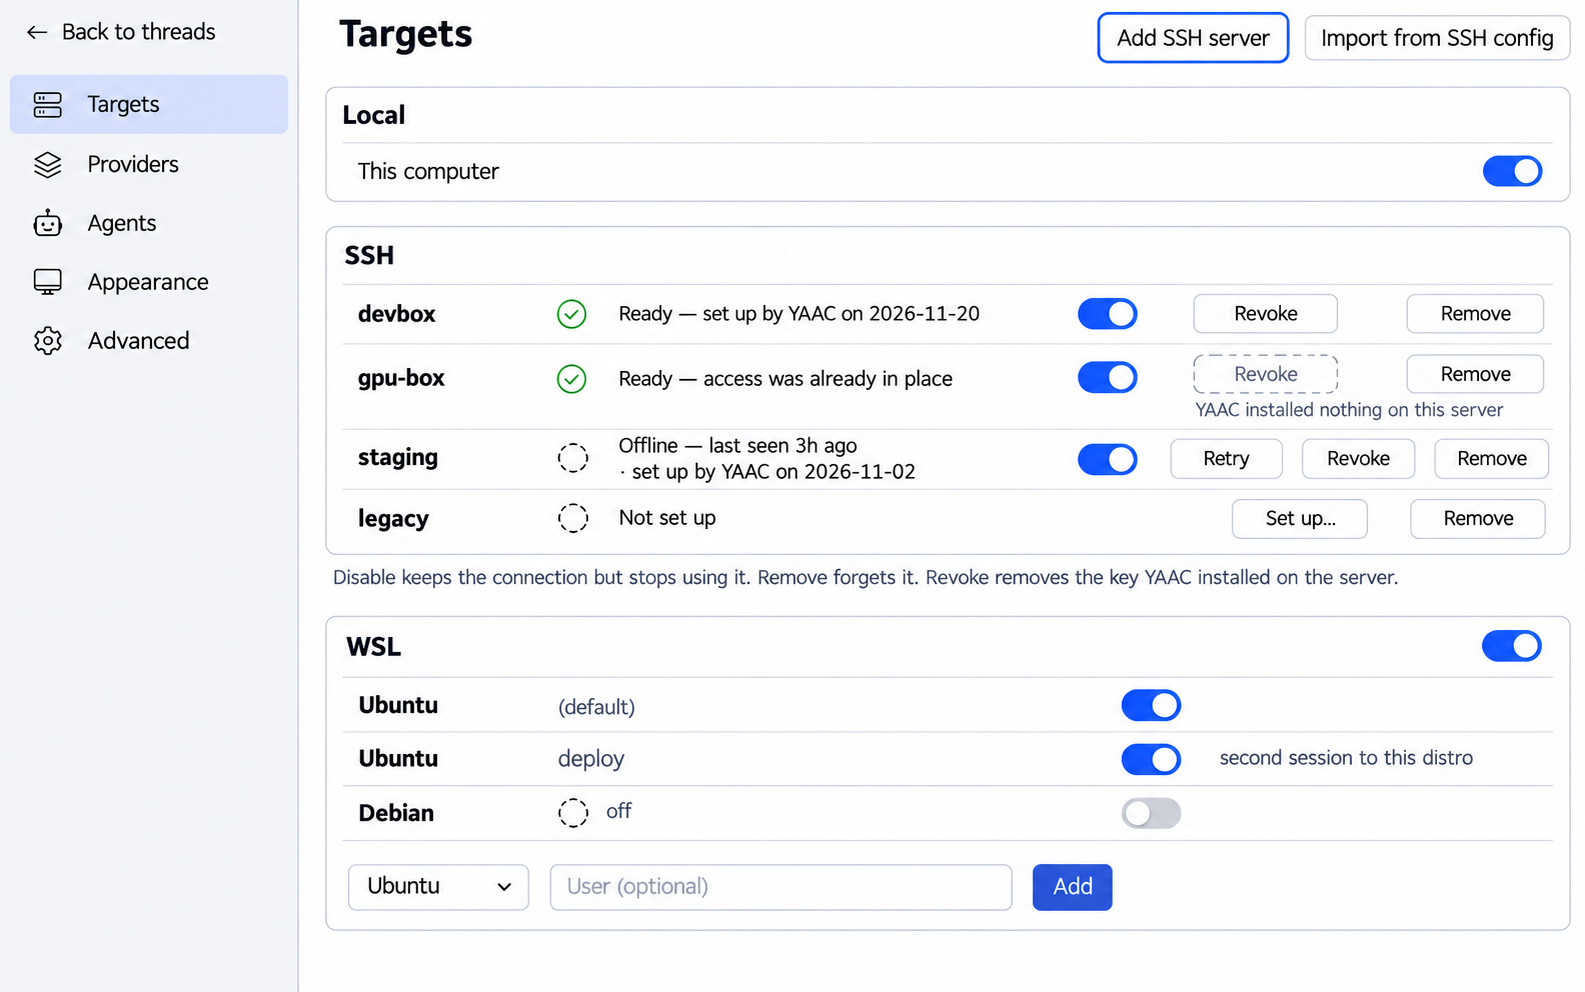 Back to threads
Targets
Providers
Agents
Appearance
Advanced
Targets
Add SSH server
Import from SSH config
Local
This computer
SSH
devbox
Ready — set up by YAAC on 2026-11-20
Revoke
Remove
gpu-box
Ready — access was already in place
Revoke
Remove
YAAC installed nothing on this server
staging
Offline — last seen 3h ago
· set up by YAAC on 2026-11-02
Retry
Revoke
Remove
legacy
Not set up
Set up...
Remove
Disable keeps the connection but stops using it. Remove forgets it. Revoke removes the key YAAC installed on the server.
WSL
Ubuntu
(default)
Ubuntu
deploy
second session to this distro
Debian
off
Ubuntu
User (optional)
Add